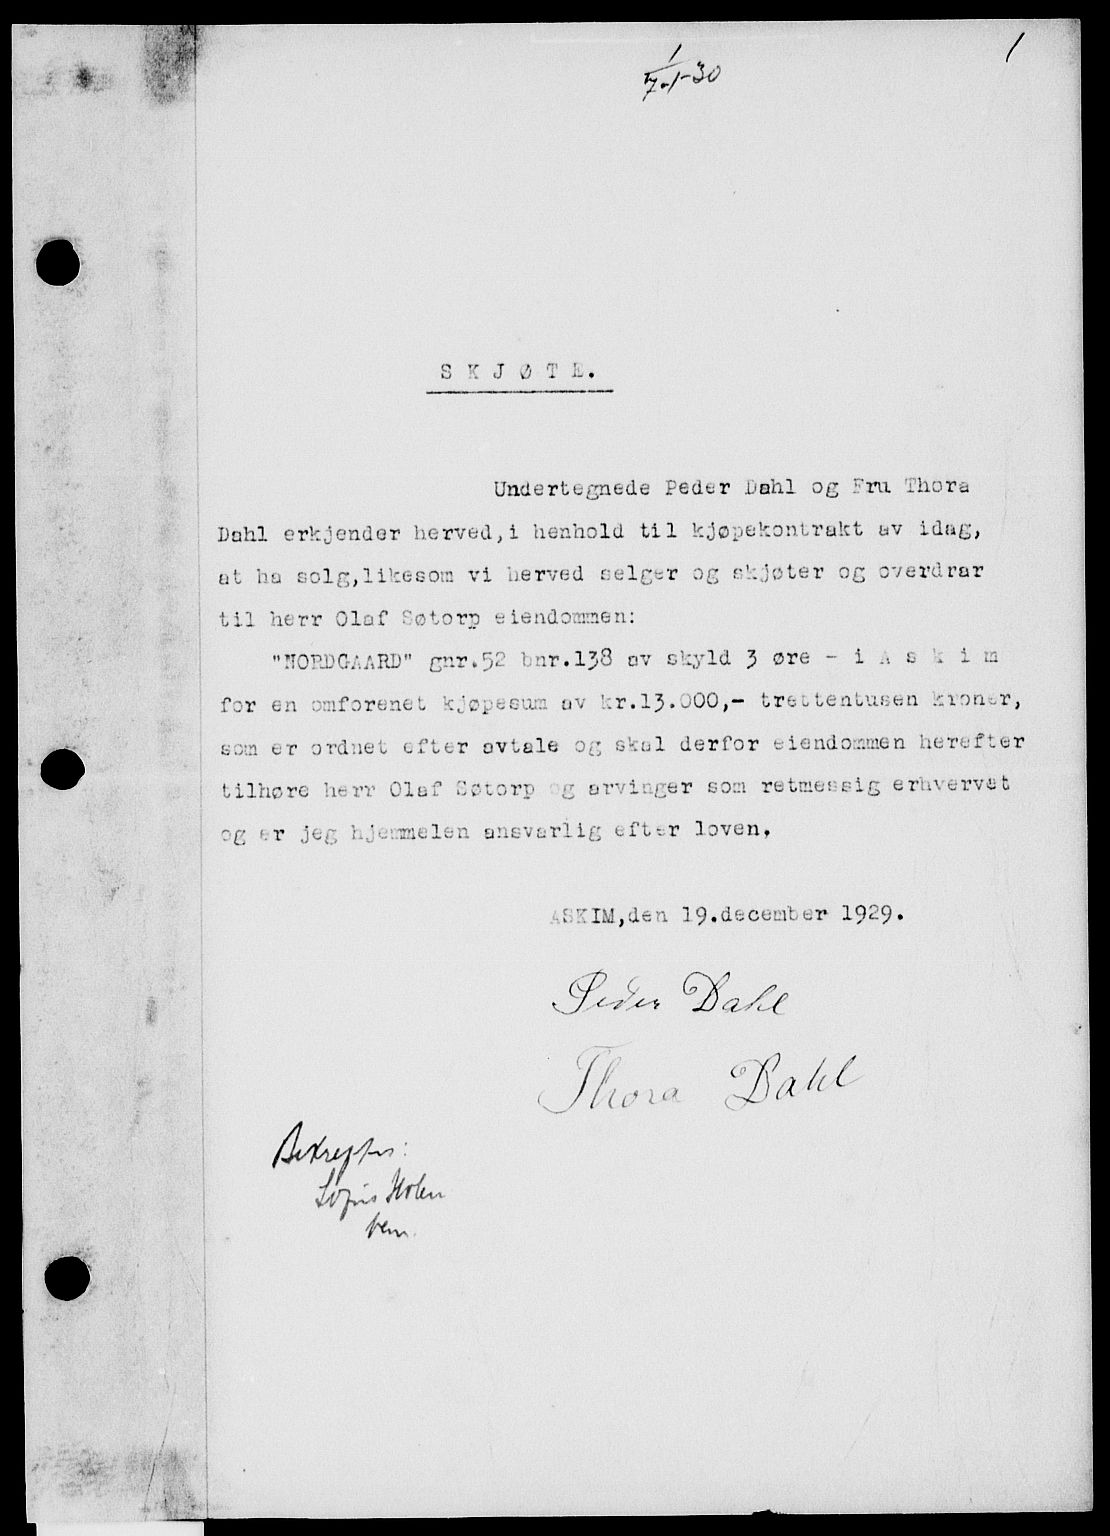 1
1
7-1-30
S K J Ø T E.
Undertegnede Peder Dahl og Fru Thora
Dahl erkjender herved,i henhold til kjøpekontrakt av idag,
at ha solg,likesom vi herved selger og skjøter og overdrar
til herr Olaf Søtorp eiendommen:
"NORDGAARD" gnr.52 bnr.138 av skyld 3 øre - i A s k i m
for en omforenet kjøpesum av kr.13.000,- trettentusen kroner,
som er ordnet efter avtale og skal derfor eiendommen herefter
tilhøre herr Olaf Søtorp og arvinger som retmessig erhvervet
og er jeg hjemmelen ansvarlig efter loven.
ASKIM,den 19.december 1929.
Peder Dahl
Thora Dahl
Bekreftes:
Holen